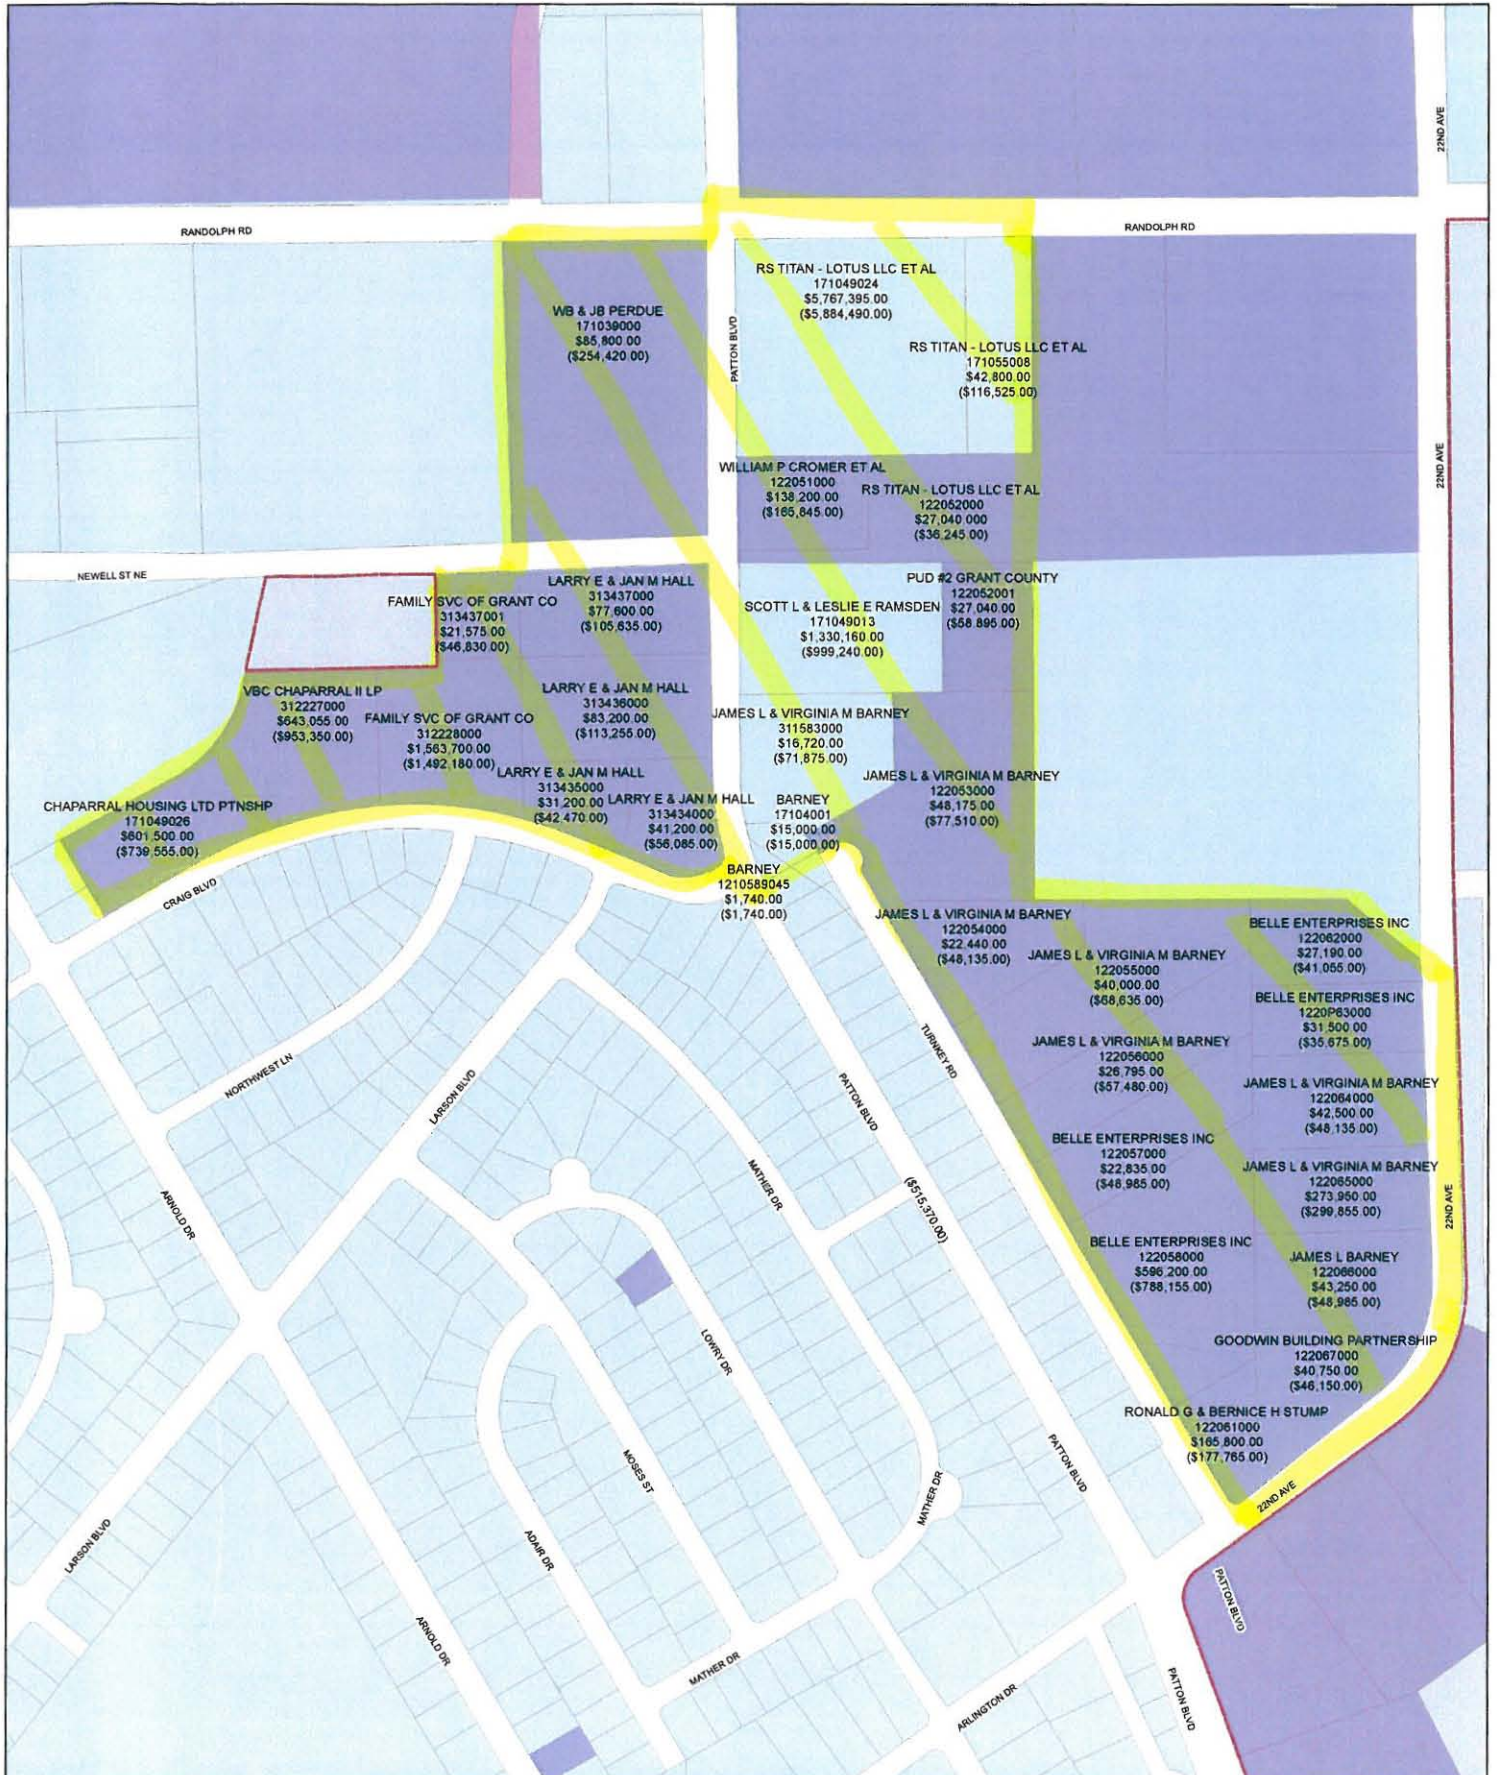 22ND AVE
RANDOLPH RD
RANDOLPH RD
WB & JB PERDUE
171039000
$85,800.00
($254,420.00)
PATTON BLVD
RS TITAN - LOTUS LLC ET AL
171049024
$5,767,395.00
($5,884,490.00)
RS TITAN - LOTUS LLC ET AL
171055008
$42,800.00
($116,525.00)
22ND AVE
WILLIAM P CROMER ET AL
122051000
$138,200.00
($165,845.00)
RS TITAN - LOTUS LLC ET AL
122052000
$27,040.000
($36,245.00)
NEWELL ST NE
FAMILY SVC OF GRANT CO
313437001
$21,575.00
($46,830.00)
LARRY E & JAN M HALL
313437000
$77,600.00
($105,635.00)
SCOTT L & LESLIE E RAMSDEN
171049013
$1,330,160.00
($999,240.00)
PUD #2 GRANT COUNTY
122052001
$27,040.00
($58.895.00)
VBC CHAPARRAL II LP
312227000
$643,055.00
($953,350.00)
FAMILY SVC OF GRANT CO
312228000
$1,563,700.00
($1,492,180.00)
LARRY E & JAN M HALL
313436000
$83,200.00
($113,255.00)
JAMES L & VIRGINIA M BARNEY
311583000
$16,720.00
($71,875.00)
LARRY E & JAN M HALL
313435000
$31,200.00
($42,470.00)
LARRY E & JAN M HALL
313434000
$41,200.00
($56,085.00)
BARNEY
17104001
$15,000.00
($15,000.00)
JAMES L & VIRGINIA M BARNEY
122053000
$48,175.00
($77,510.00)
CHAPARRAL HOUSING LTD PTNSHP
171049026
$601,500.00
($739,555.00)
CRAIG BLVD
BARNEY
1210589045
$1,740.00
($1,740.00)
JAMES L & VIRGINIA M BARNEY
122054000
$22,440.00
($48,135.00)
JAMES L & VIRGINIA M BARNEY
122055000
$40,000.00
($68,635.00)
BELLE ENTERPRISES INC
122062000
$27,190.00
($41,055.00)
BELLE ENTERPRISES INC
1220P63000
$31,500.00
($35,675.00)
JAMES L & VIRGINIA M BARNEY
122056000
$26,795.00
($57,480.00)
JAMES L & VIRGINIA M BARNEY
122064000
$42,500.00
($48,135.00)
BELLE ENTERPRISES INC
122057000
$22,835.00
($48,985.00)
JAMES L & VIRGINIA M BARNEY
122065000
$273,950.00
($299,855.00)
BELLE ENTERPRISES INC
122058000
$596,200.00
($788,155.00)
JAMES L BARNEY
122066000
$43,250.00
($48,985.00)
GOODWIN BUILDING PARTNERSHIP
122067000
$40,750.00
($46,150.00)
RONALD G & BERNICE H STUMP
122061000
$165,800.00
($177,765.00)
22ND AVE
22ND AVE
TURNKEY RD
PATTON BLVD
($515,370.00)
NORTHWEST LN
LARSON BLVD
MATHER DR
ARNOLD DR
LOWRY DR
MOSES ST
ADAIR DR
MATHER DR
PATTON BLVD
LARSON BLVD
ARNOLD DR
MATHER DR
ARLINGTON DR
PATTON BLVD
PATTON BLVD